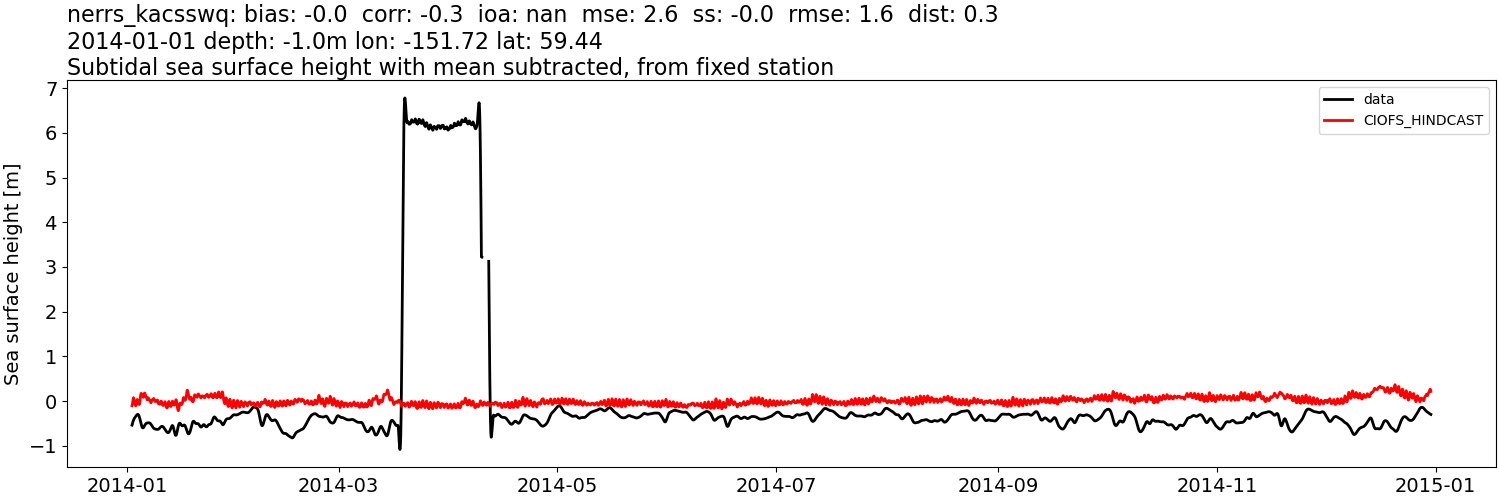 nerrs_kacsswq: bias: -0.0  corr: -0.3  ioa: nan  mse: 2.6  ss: -0.0  rmse: 1.6  dist: 0.3
2014-01-01 depth: -1.0m lon: -151.72 lat: 59.44
Subtidal sea surface height with mean subtracted, from fixed station
data
CIOFS_HINDCAST
Sea surface height [m]
7
6
5
4
3
2
1
0
−1
2014-01
2014-03
2014-05
2014-07
2014-09
2014-11
2015-01